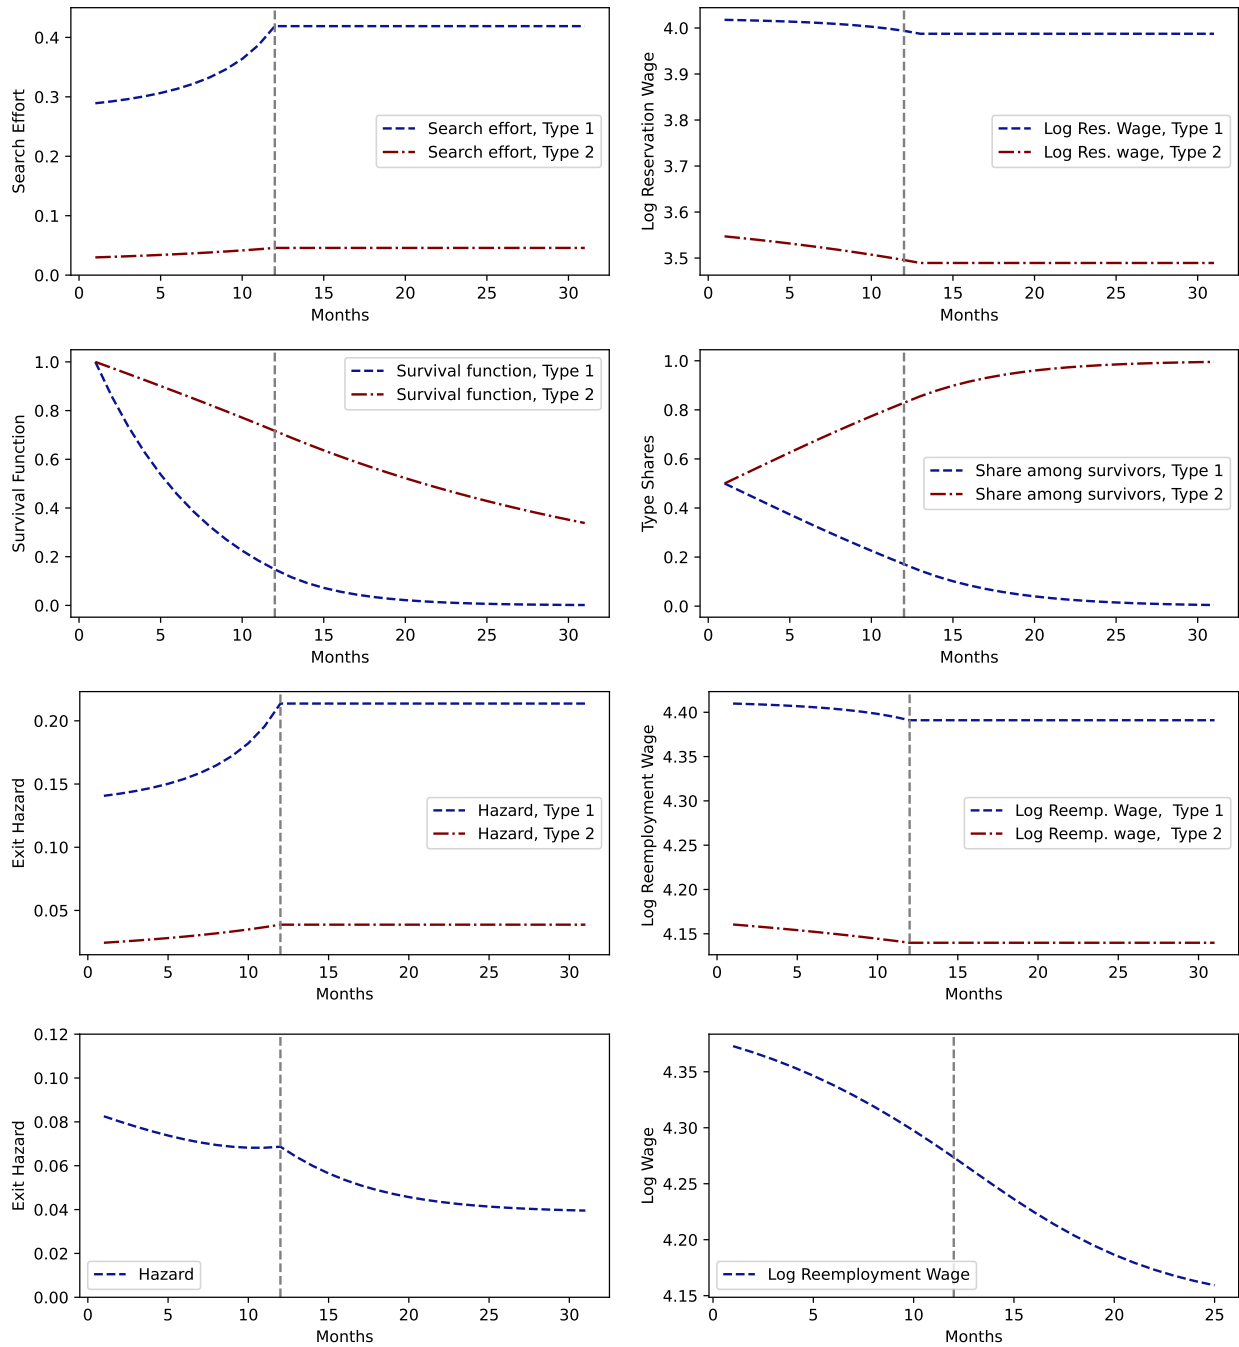 0.4
0.3
0.2
0.1
0.0
Search Effort
Search effort, Type 1
Search effort, Type 2
0 5 10 15 20 25 30
Months
4.0
3.9
3.8
3.7
3.6
3.5
Log Reservation Wage
Log Res. Wage, Type 1
Log Res. wage, Type 2
0 5 10 15 20 25 30
Months
1.0
0.8
0.6
0.4
0.2
0.0
Survival Function
Survival function, Type 1
Survival function, Type 2
0 5 10 15 20 25 30
Months
1.0
0.8
0.6
0.4
0.2
0.0
Type Shares
Share among survivors, Type 1
Share among survivors, Type 2
0 5 10 15 20 25 30
Months
0.20
0.15
0.10
0.05
Exit Hazard
Hazard, Type 1
Hazard, Type 2
0 5 10 15 20 25 30
Months
4.40
4.35
4.30
4.25
4.20
4.15
Log Reemployment Wage
Log Reemp. Wage, Type 1
Log Reemp. wage, Type 2
0 5 10 15 20 25 30
Months
0.12
0.10
0.08
0.06
0.04
0.02
0.00
Exit Hazard
Hazard
0 5 10 15 20 25 30
Months
4.35
4.30
4.25
4.20
4.15
Log Wage
Log Reemployment Wage
0 5 10 15 20 25
Months